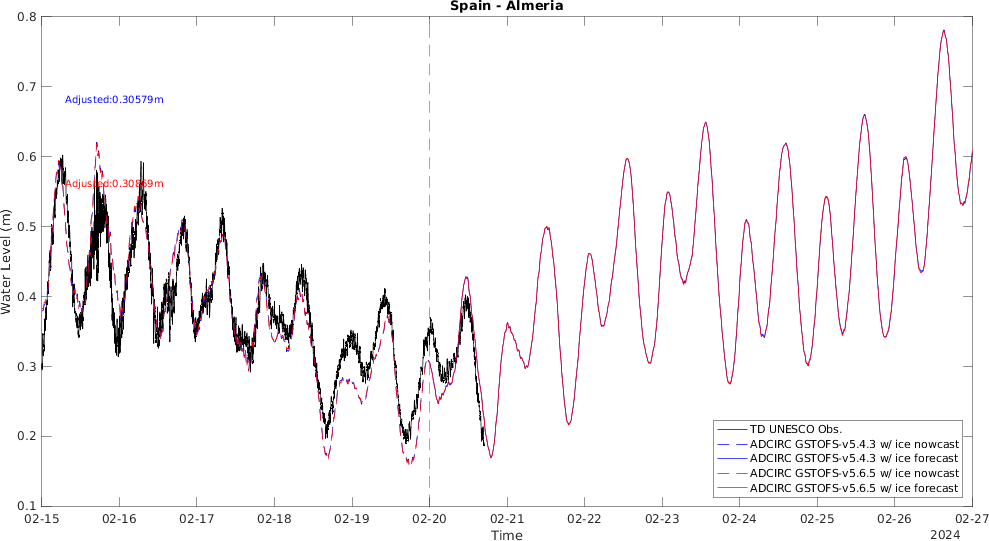 Spain - Almeria
0.8
0.7
0.6
0.5
0.4
0.3
0.2
0.1
Water Level (m)
Adjusted:0.30579m
Adjusted:0.30869m
TD UNESCO Obs.
ADCIRC GSTOFS-v5.4.3 w/ ice nowcast
ADCIRC GSTOFS-v5.4.3 w/ ice forecast
ADCIRC GSTOFS-v5.6.5 w/ ice nowcast
ADCIRC GSTOFS-v5.6.5 w/ ice forecast
02-15 02-16 02-17 02-18 02-19 02-20 02-21 02-22 02-23 02-24 02-25 02-26 02-27
Time
2024